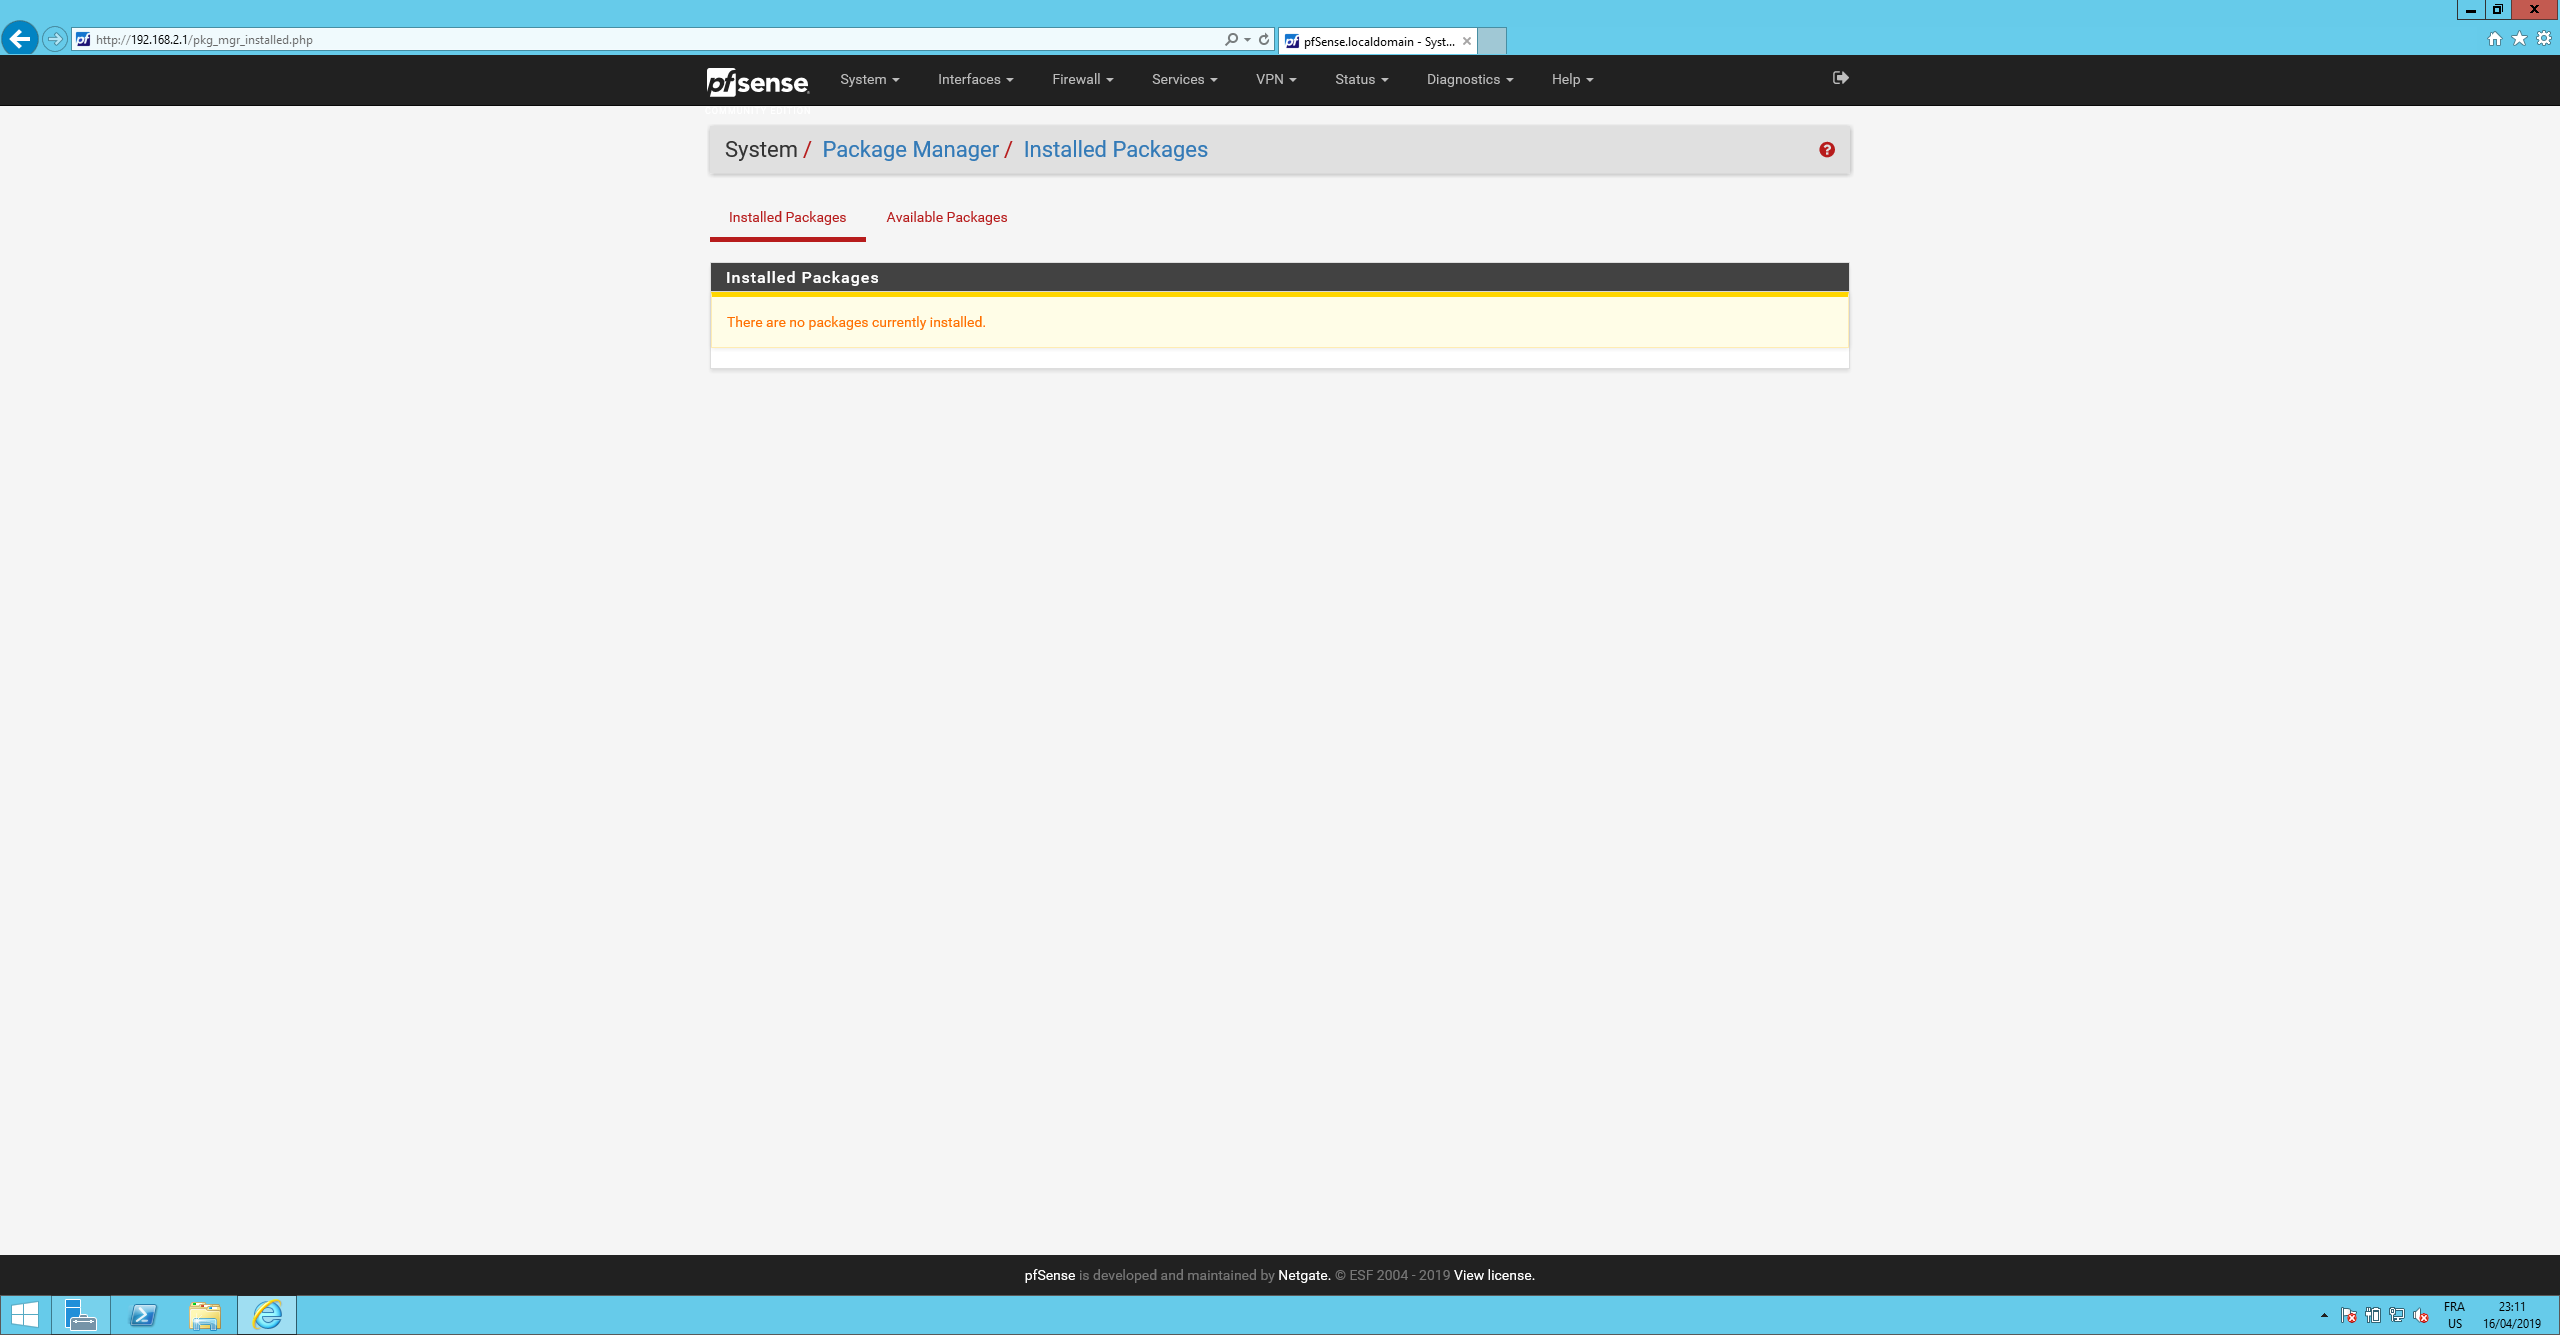 http://192.168.2.1/pkg_mgr_installed.php
pfSense.localdomain - Syst...
pfsense
System
Interfaces
Firewall
Services
VPN
Status
Diagnostics
Help
System / Package Manager / Installed Packages
Installed Packages
Available Packages
Installed Packages
There are no packages currently installed.
pfSense is developed and maintained by Netgate. © ESF 2004 - 2019 View license.
FRA
US
23:11
16/04/2019